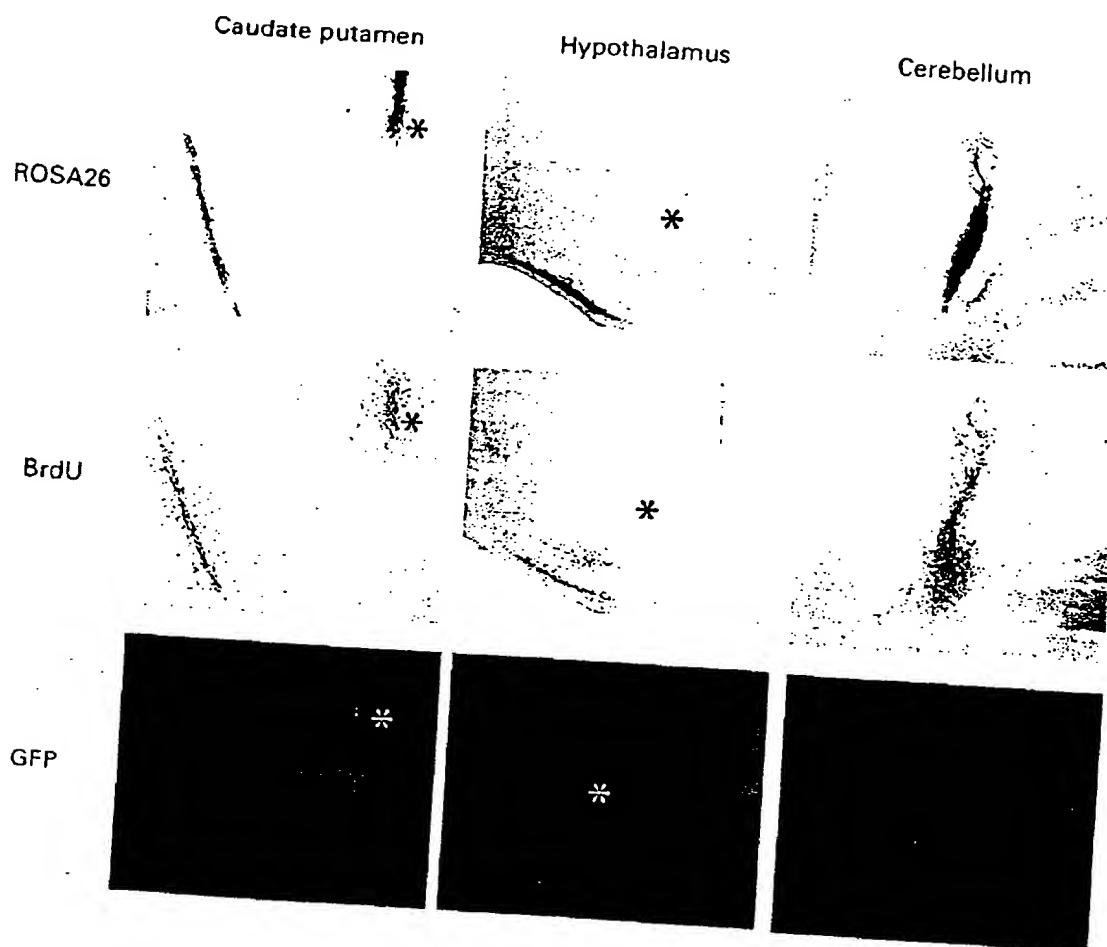 Caudate putamen
Hypothalamus
Cerebellum
ROSA26
*
*
BrdU
*
*
GFP
*
*